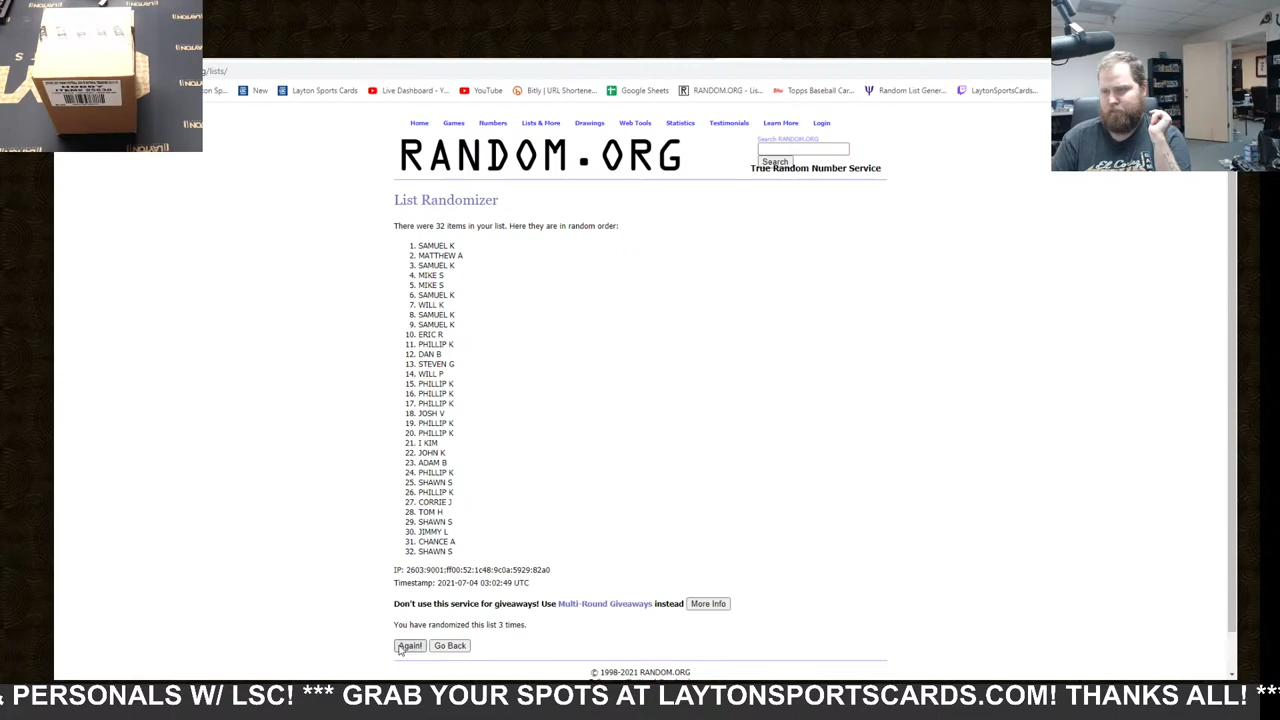 g/lists/
ton Sp...
New
Layton Sports Cards
Live Dashboard - Y...
YouTube
Bitly | URL Shortene...
Google Sheets
RANDOM.ORG - Lis...
Topps Baseball Car...
Random List Gener...
LaytonSportsCards...
Home Games Numbers Lists & More Drawings Web Tools Statistics Testimonials Learn More Login
RANDOM.ORG
Search RANDOM.ORG
Search
True Random Number Service
List Randomizer
There were 32 items in your list. Here they are in random order:
1. SAMUEL K
2. MATTHEW A
3. SAMUEL K
4. MIKE S
5. MIKE S
6. SAMUEL K
7. WILL K
8. SAMUEL K
9. SAMUEL K
10. ERIC R
11. PHILLIP K
12. DAN B
13. STEVEN G
14. WILL P
15. PHILLIP K
16. PHILLIP K
17. PHILLIP K
18. JOSH V
19. PHILLIP K
20. PHILLIP K
21. I KIM
22. JOHN K
23. ADAM B
24. PHILLIP K
25. SHAWN S
26. PHILLIP K
27. CORRIE J
28. TOM H
29. SHAWN S
30. JIMMY L
31. CHANCE A
32. SHAWN S
IP: 2603:9001:ff00:52:1c48:9c0a:5929:82a0
Timestamp: 2021-07-04 03:02:49 UTC
Don't use this service for giveaways! Use Multi-Round Giveaways instead More Info
You have randomized this list 3 times.
Again! Go Back
© 1998-2021 RANDOM.ORG
& PERSONALS W/ LSC! *** GRAB YOUR SPOTS AT LAYTONSPORTSCARDS.COM! THANKS ALL! ***